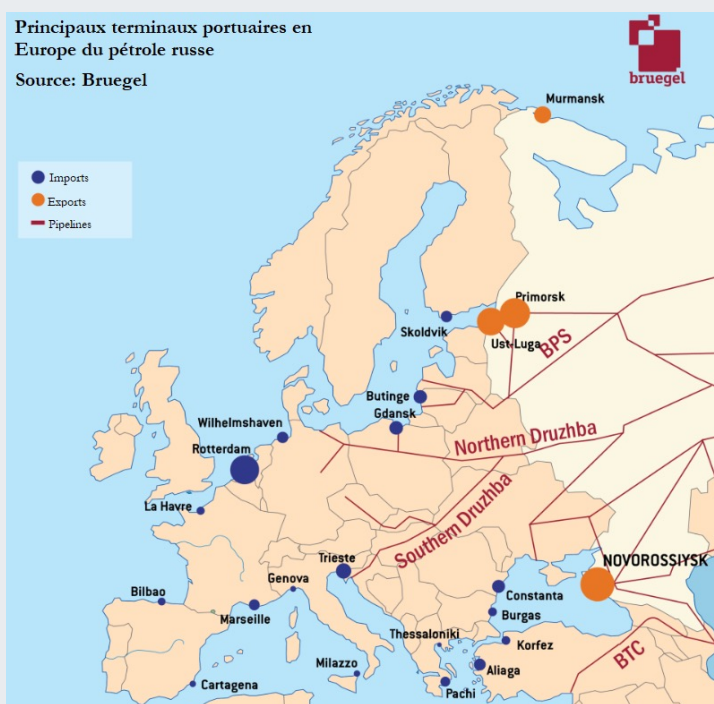 Principaux terminaux portuaires en
Europe du pétrole russe
Source: Bruegel
bruegel
Murmansk
Imports
Exports
Pipelines
Primorsk
Skoldvik
Ust-Luga
BPS
Butinge
Gdansk
Wilhelmshaven
Northern Druzhba
Rotterdam
Southern Druzhba
La Havre
NOVOROSSIYSK
Trieste
Genova
Constanta
Bilbao
Burgas
Marseille
Thessaloniki
Korfez
BTC
Milazzo
Aliaga
Cartagena
Pachi